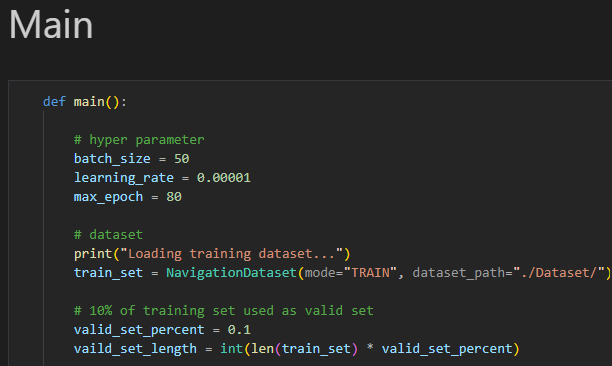 Main
def main():
# hyper parameter
batch_size = 50
learning_rate = 0.00001
max_epoch = 80
# dataset
print("Loading training dataset...")
train_set = NavigationDataset(mode="TRAIN", dataset_path="./Dataset/")
# 10% of training set used as valid set
valid_set_percent = 0.1
vaild_set_length = int(len(train_set) * valid_set_percent)